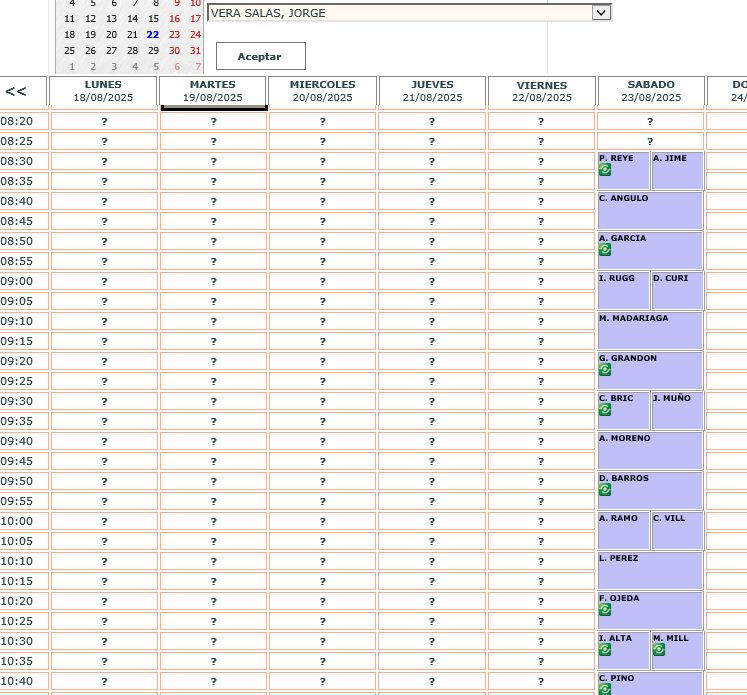 4 5 6 7 8 9 10
11 12 13 14 15 16 17
18 19 20 21 22 23 24
25 26 27 28 29 30 31
1 2 3 4 5 6 7
VERA SALAS, JORGE
Aceptar
<< LUNES MARTES MIERCOLES JUEVES VIERNES SABADO DO
18/08/2025 19/08/2025 20/08/2025 21/08/2025 22/08/2025 23/08/2025 24/
08:20 ? ? ? ? ? ?
08:25 ? ? ? ? ? ?
08:30 ? ? ? ? ? P. REYE A. JIME
08:35 ? ? ? ? ?
08:40 ? ? ? ? ? C. ANGULO
08:45 ? ? ? ? ?
08:50 ? ? ? ? ? A. GARCIA
08:55 ? ? ? ? ?
09:00 ? ? ? ? ? I. RUGG D. CURI
09:05 ? ? ? ? ?
09:10 ? ? ? ? ? M. MADARIAGA
09:15 ? ? ? ? ?
09:20 ? ? ? ? ? G. GRANDON
09:25 ? ? ? ? ?
09:30 ? ? ? ? ? C. BRIC J. MUÑO
09:35 ? ? ? ? ?
09:40 ? ? ? ? ? A. MORENO
09:45 ? ? ? ? ?
09:50 ? ? ? ? ? D. BARROS
09:55 ? ? ? ? ?
10:00 ? ? ? ? ? A. RAMO C. VILL
10:05 ? ? ? ? ?
10:10 ? ? ? ? ? L. PEREZ
10:15 ? ? ? ? ?
10:20 ? ? ? ? ? F. OJEDA
10:25 ? ? ? ? ?
10:30 ? ? ? ? ? I. ALTA M. MILL
10:35 ? ? ? ? ?
10:40 ? ? ? ? ? C. PINO